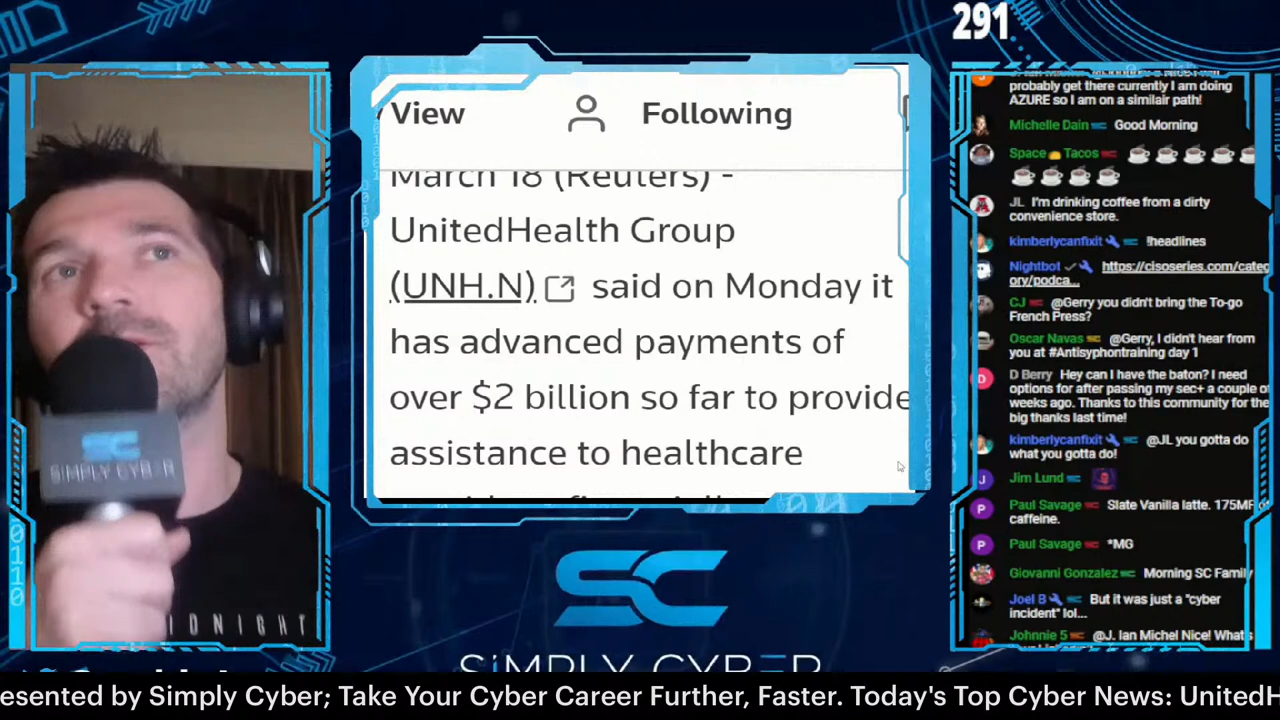 291
View Following
March 18 (Reuters) -
UnitedHealth Group
(UNH.N) said on Monday it
has advanced payments of
over $2 billion so far to provide
assistance to healthcare
probably get there currently I am doing
AZURE so I am on a similair path!
Michelle Dain Good Morning
Space Tacos
JL I'm drinking coffee from a dirty
convenience store.
kimberlycanfixit !headlines
Nightbot https://cisoseries.com/categ
ory/podca...
CJ @Gerry you didn't bring the To-go
French Press?
Oscar Navas @Gerry, I didn't hear from
you at #Antisyphontraining day 1
D Berry Hey can I have the baton? I need
options for after passing my sec+ a couple of
weeks ago. Thanks to this community for the
big thanks last time!
kimberlycanfixit @JL you gotta do
what you gotta do!
Jim Lund
Paul Savage Slate Vanilla latte. 175MF of
caffeine.
Paul Savage *MG
Giovanni Gonzalez Morning SC Family
Joel B But it was just a "cyber
incident" lol...
Johnnie 5 @J. Ian Michel Nice! What's
SC
SIMPLY CYBER
IDNIGHT
SC
SIMPLY CYBER
esented by Simply Cyber; Take Your Cyber Career Further, Faster. Today's Top Cyber News: UnitedH